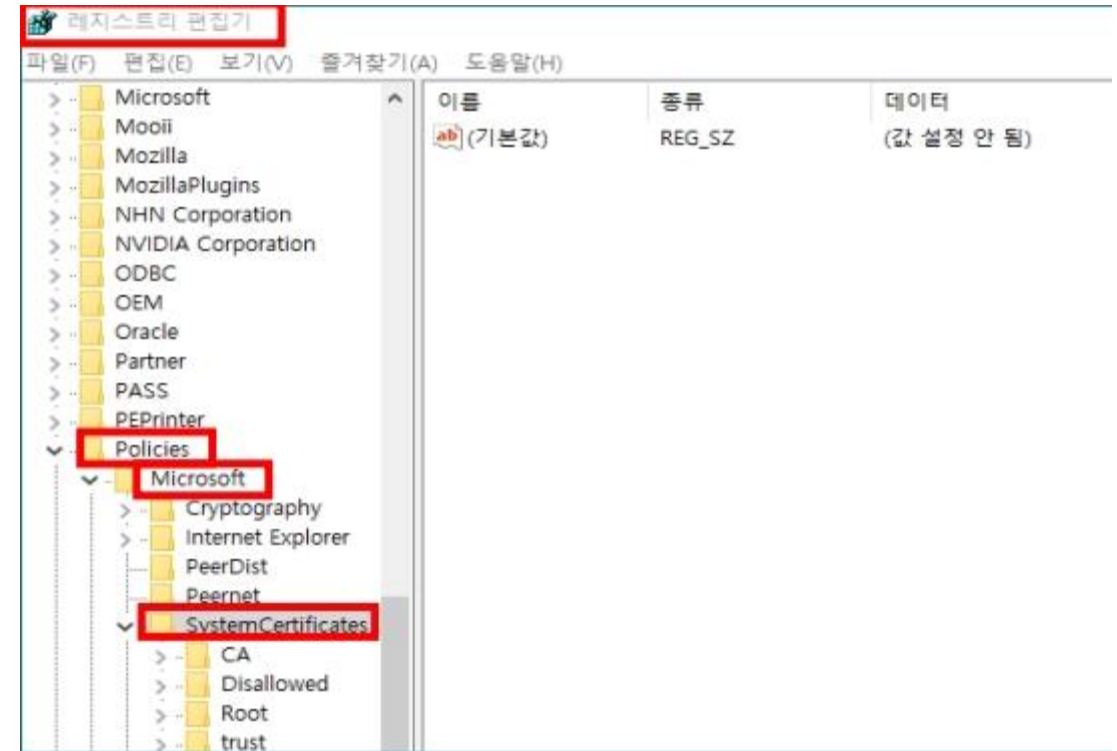 레지스트리 편집기
파일(F) 편집(E) 보기(V) 즐겨찾기(A) 도움말(H)
Microsoft
Mooii
Mozilla
MozillaPlugins
NHN Corporation
NVIDIA Corporation
ODBC
OEM
Oracle
Partner
PASS
PEPrinter
Policies
Microsoft
Cryptography
Internet Explorer
PeerDist
Peernet
SystemCertificates
CA
Disallowed
Root
trust
이름 종류 데이터
ab (기본값) REG_SZ (값 설정 안 됨)